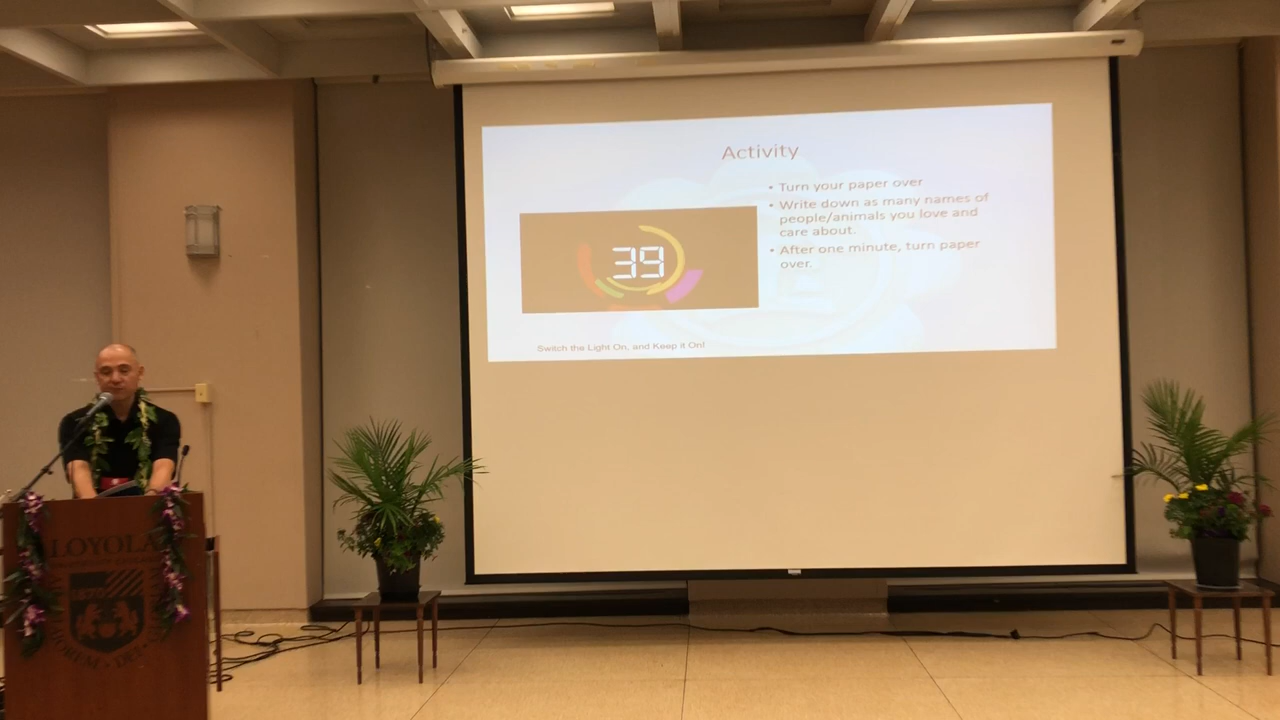 Activity
• Turn your paper over
• Write down as many names of
people/animals you love and
care about.
• After one minute, turn paper
over.
39
Switch the Light On, and Keep it On!
LOYOLA
1870